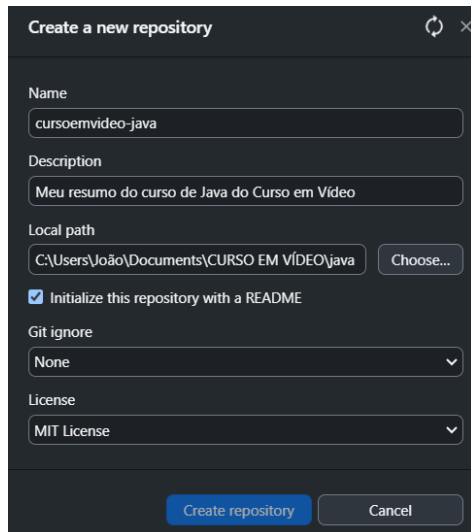 Create a new repository
Name
cursoemvideo-java
Description
Meu resumo do curso de Java do Curso em Vídeo
Local path
C:\Users\João\Documents\CURSO EM VÍDEO\java
Choose...
Initialize this repository with a README
Git ignore
None
License
MIT License
Create repository
Cancel